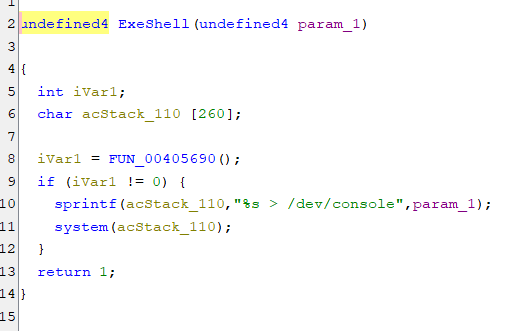 1
2 undefined4 ExeShell(undefined4 param_1)
3
4 {
5 int iVar1;
6 char acStack_110 [260];
7
8 iVar1 = FUN_00405690();
9 if (iVar1 != 0) {
10 sprintf(acStack_110,"%s > /dev/console",param_1);
11 system(acStack_110);
12 }
13 return 1;
14 }
15